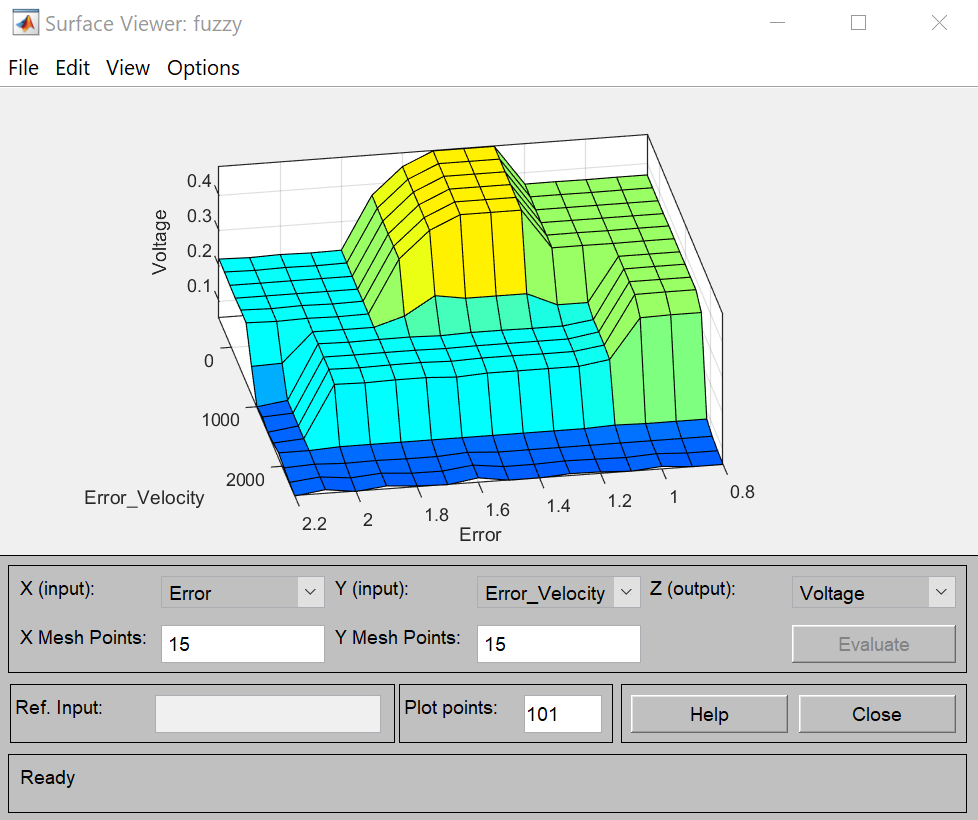 Surface Viewer: fuzzy
File Edit View Options
0.4
0.3
0.2
0.1
Voltage
0
1000
2000
Error_Velocity
2.2
2
1.8
1.6
1.4
1.2
1
0.8
Error
X (input): Error Y (input): Error_Velocity Z (output): Voltage
X Mesh Points: 15 Y Mesh Points: 15 Evaluate
Ref. Input: Plot points: 101 Help Close
Ready